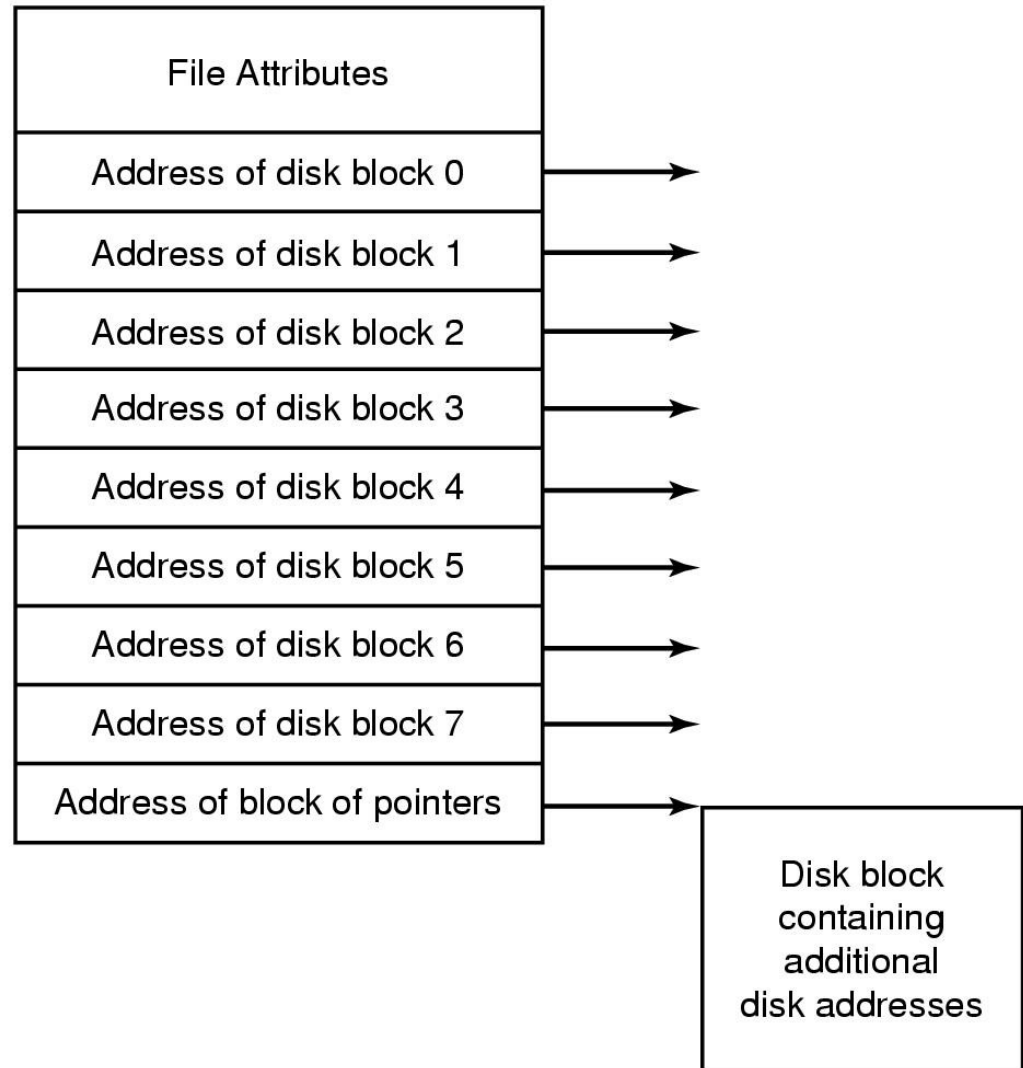 File Attributes
Address of disk block 0
Address of disk block 1
Address of disk block 2
Address of disk block 3
Address of disk block 4
Address of disk block 5
Address of disk block 6
Address of disk block 7
Address of block of pointers
Disk block
containing
additional
disk addresses